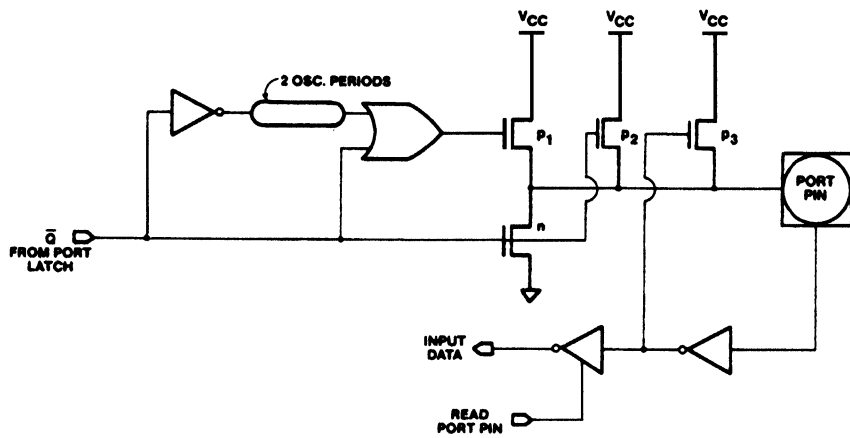 VCC
VCC
VCC
2 OSC. PERIODS
P1
P2
P3
PORT
PIN
n
Q̅
FROM PORT
LATCH
INPUT
DATA
READ
PORT PIN